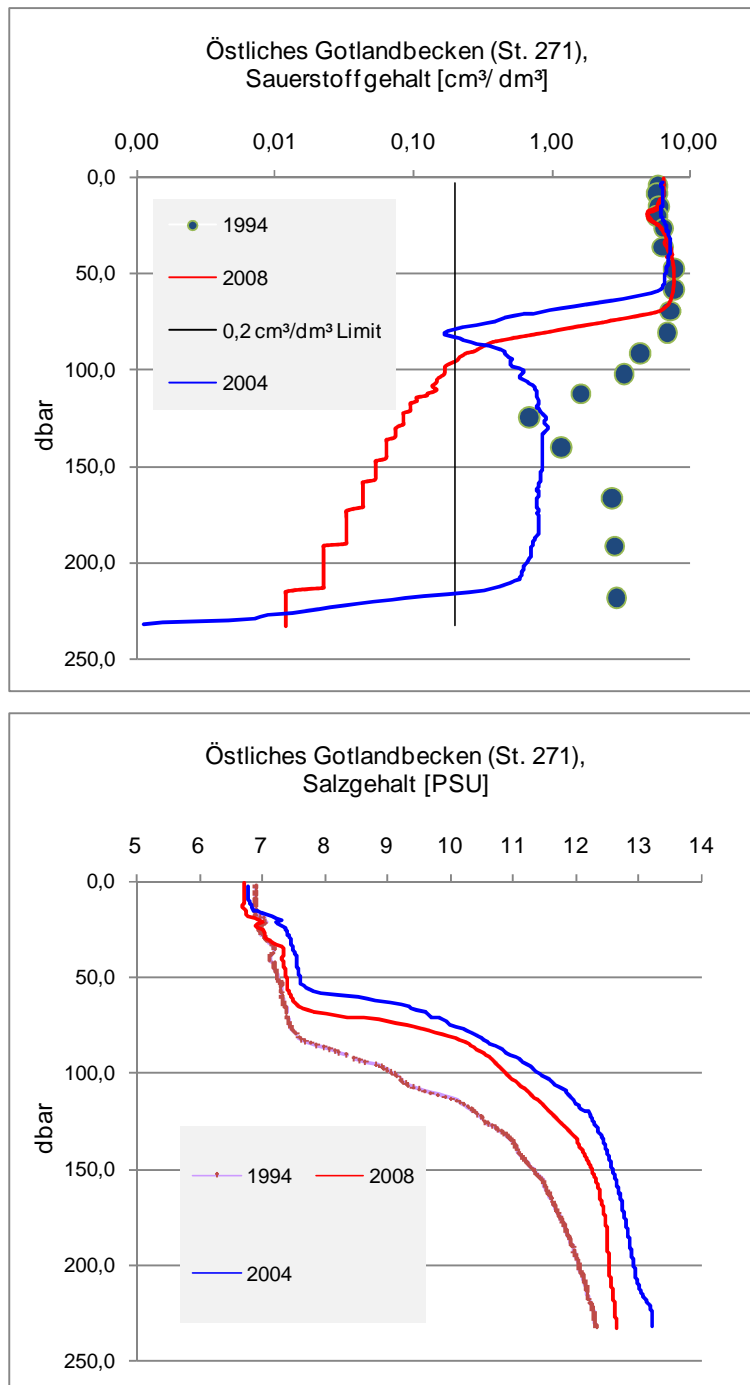 Östliches Gotlandbecken (St. 271),
Sauerstoffgehalt [cm³/ dm³]
0,00 0,01 0,10 1,00 10,00
0,0
50,0
100,0
150,0
200,0
250,0
dbar
1994
2008
0,2 cm³/dm³ Limit
2004
Östliches Gotlandbecken (St. 271),
Salzgehalt [PSU]
5 6 7 8 9 10 11 12 13 14
0,0
50,0
100,0
150,0
200,0
250,0
dbar
1994 2008
2004